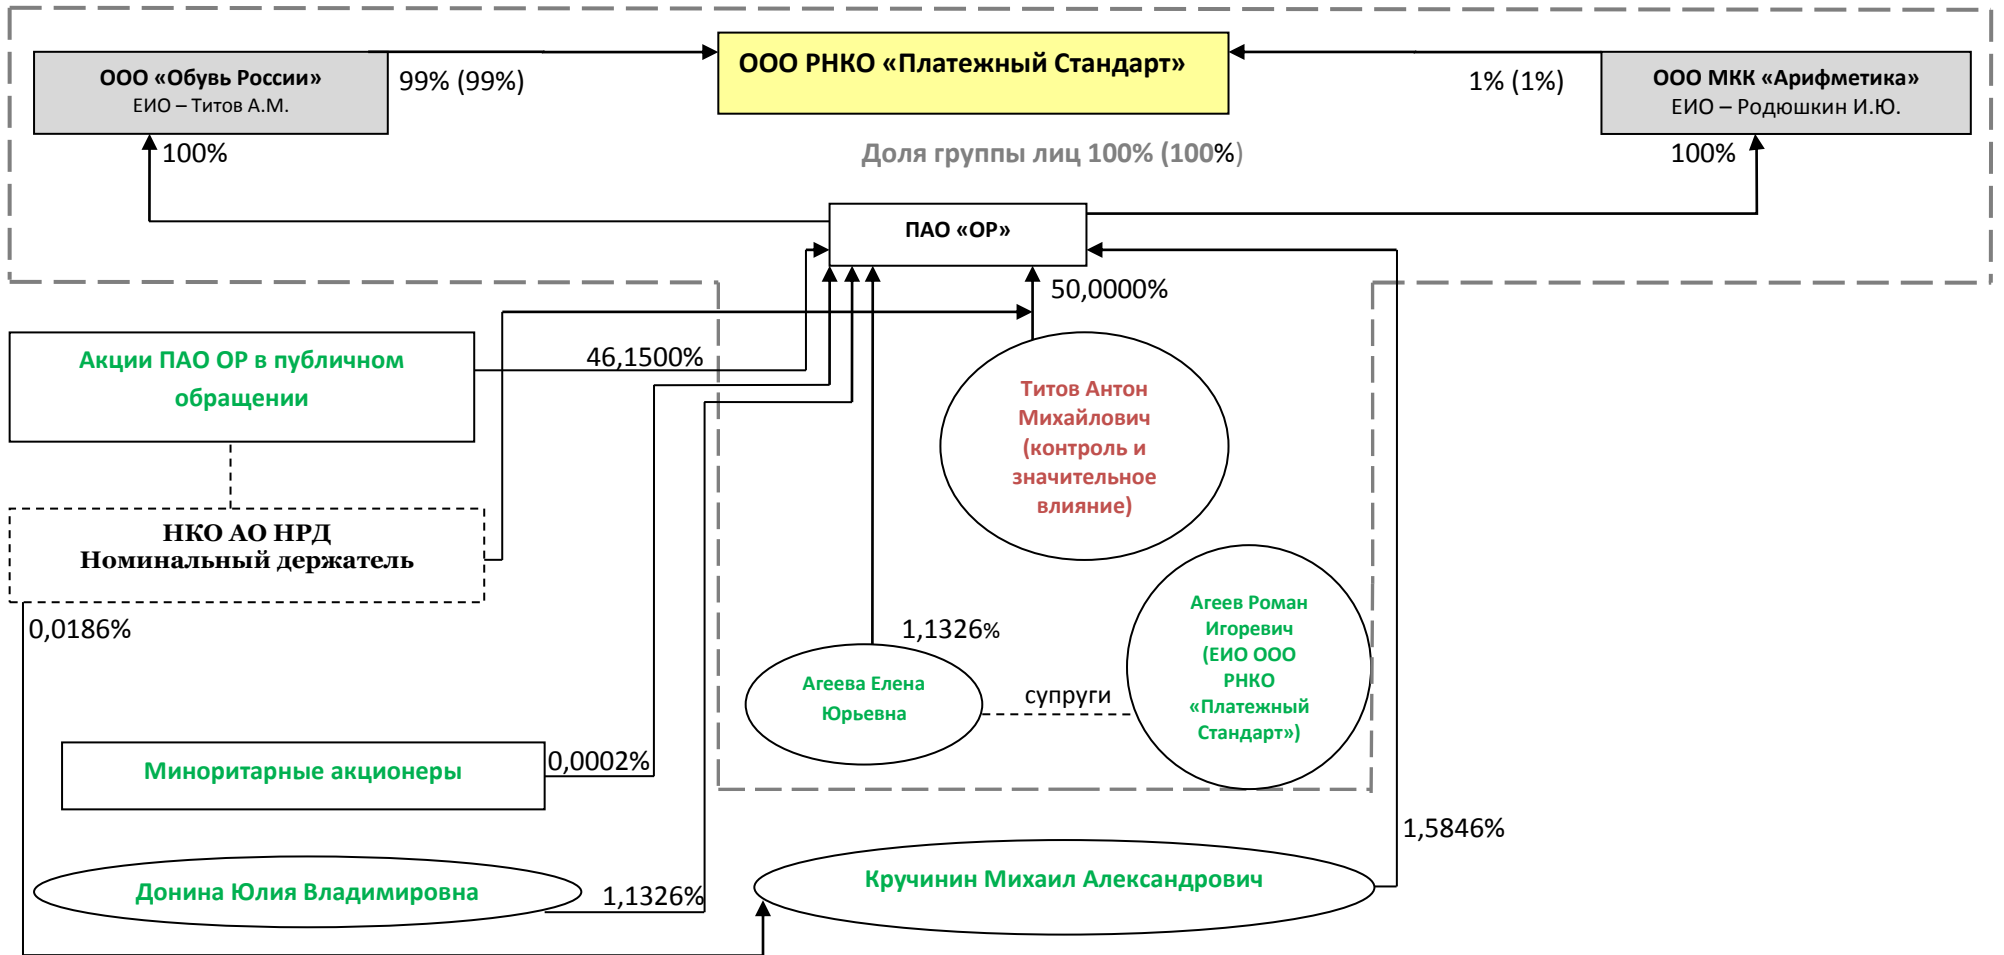 ООО «Обувь России»
ЕИО – Титов А.М.
99% (99%)
ООО РНКО «Платежный Стандарт»
1% (1%)
ООО МКК «Арифметика»
ЕИО – Родюшкин И.Ю.
100%
Доля группы лиц 100% (100%)
100%
ПАО «ОР»
50,0000%
Акции ПАО ОР в публичном
обращении
46,1500%
Титов Антон
Михайлович
(контроль и
значительное
влияние)
НКО АО НРД
Номинальный держатель
0,0186%
1,1326%
Агеева Елена
Юрьевна
супруги
Агеев Роман
Игоревич
(ЕИО ООО
РНКО
«Платежный
Стандарт»)
Миноритарные акционеры
0,0002%
1,5846%
Донина Юлия Владимировна
1,1326%
Кручинин Михаил Александрович